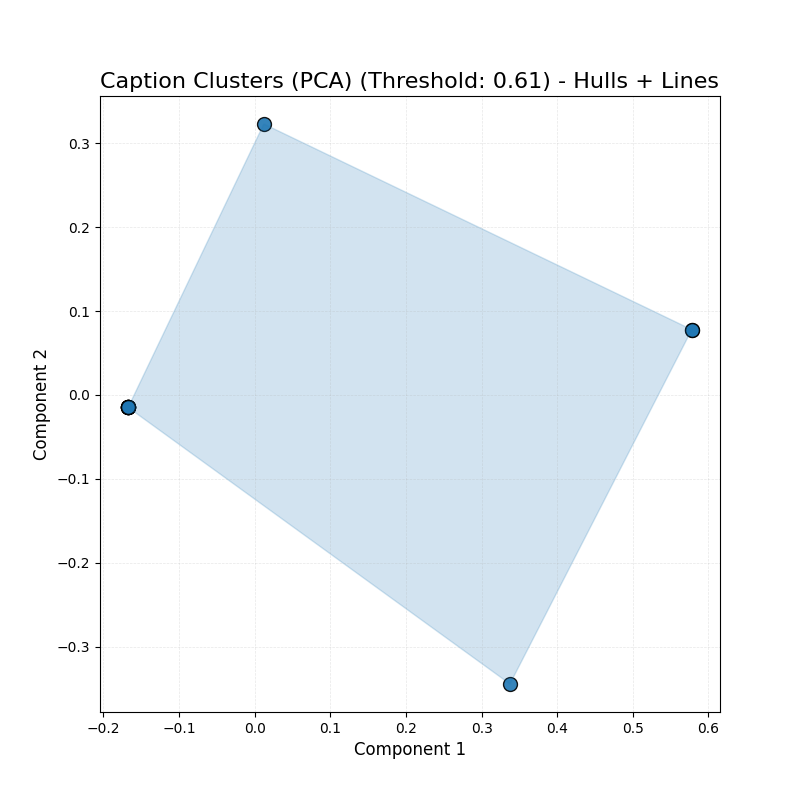 Caption Clusters (PCA) (Threshold: 0.61) - Hulls + Lines
0.3
0.2
0.1
0.0
−0.1
−0.2
−0.3
Component 2
−0.2 −0.1 0.0 0.1 0.2 0.3 0.4 0.5 0.6
Component 1